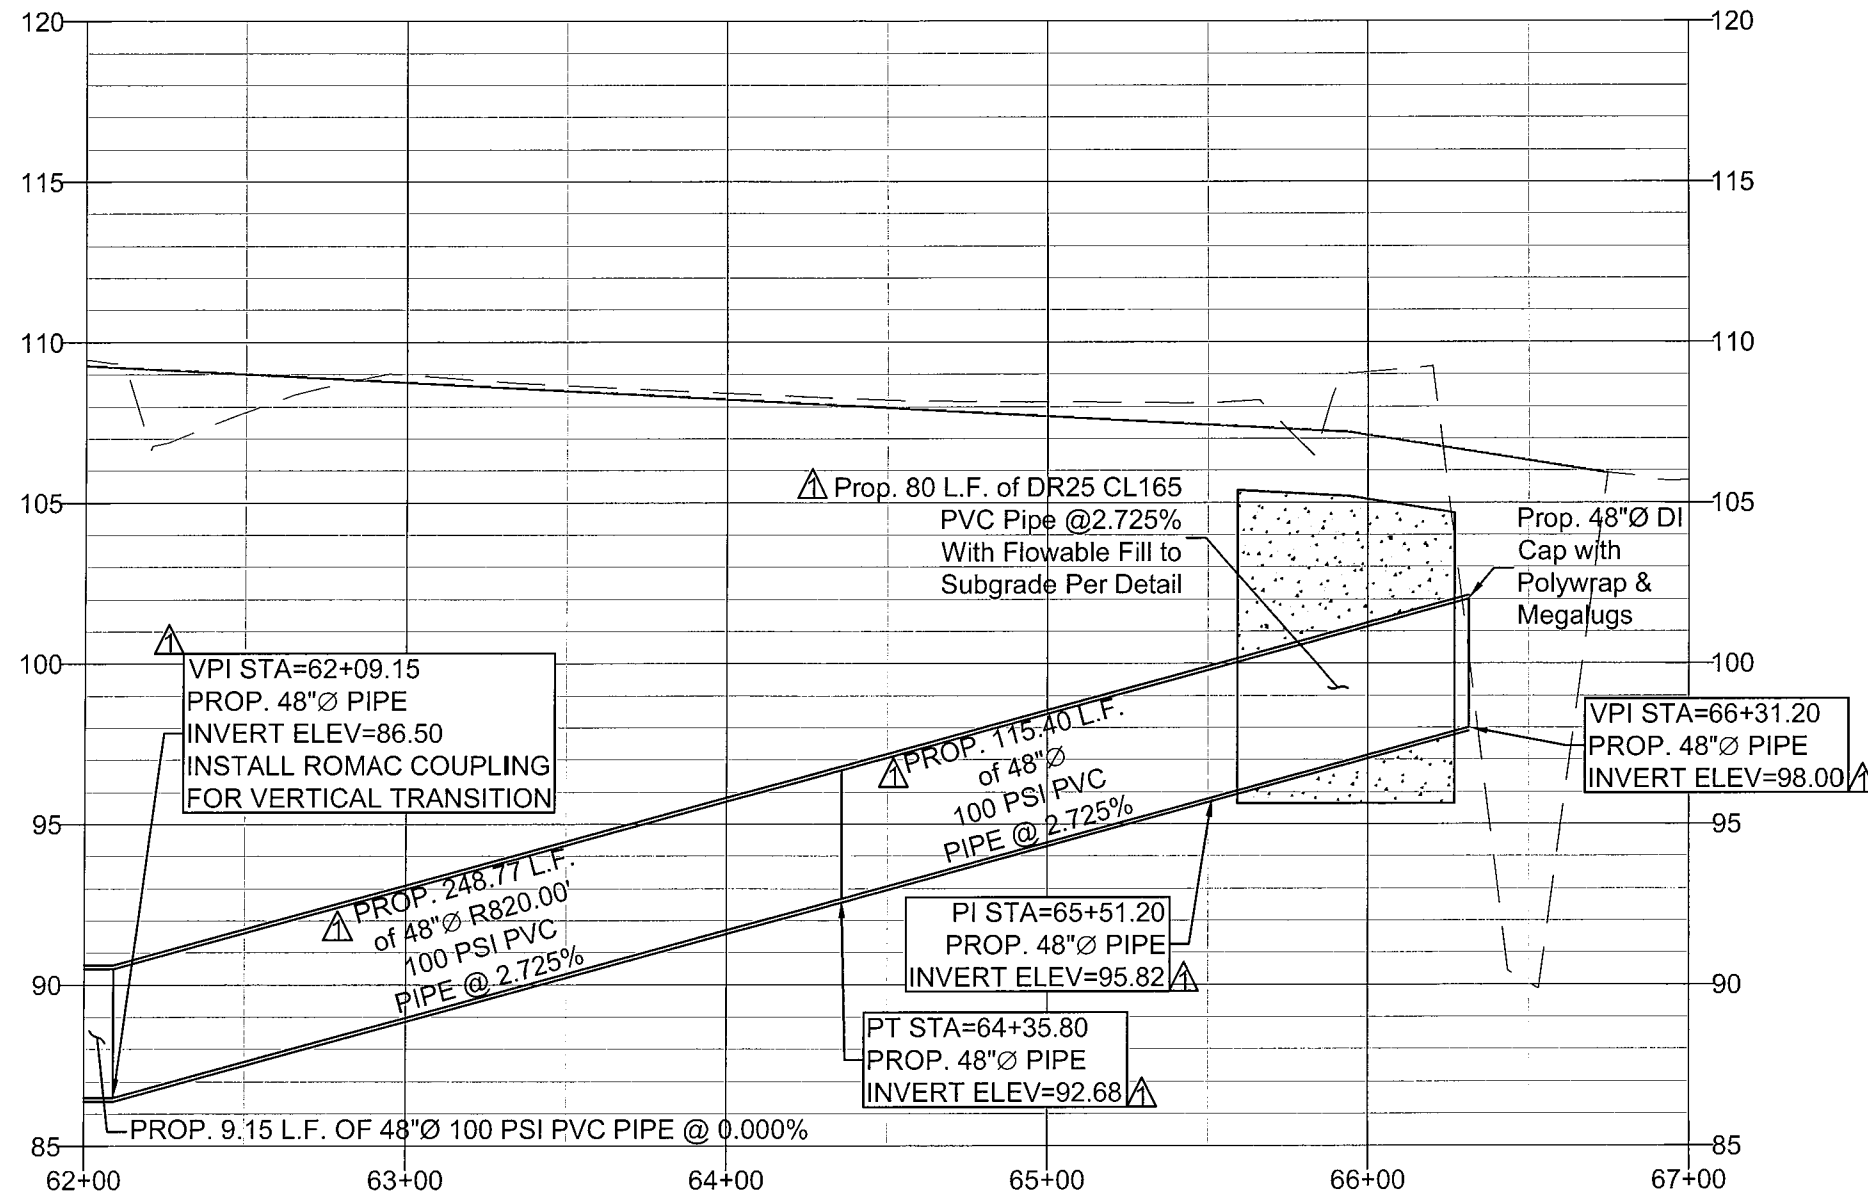 120
120
115
115
110
110
1 Prop. 80 L.F. of DR25 CL165
PVC Pipe @2.725%
With Flowable Fill to
Subgrade Per Detail
105
105
Prop. 48"Ø DI
Cap with
Polywrap &
Megalugs
1
VPI STA=62+09.15
PROP. 48"Ø PIPE
INVERT ELEV=86.50
INSTALL ROMAC COUPLING
FOR VERTICAL TRANSITION
100
100
VPI STA=66+31.20
PROP. 48"Ø PIPE
INVERT ELEV=98.00 1
1 PROP. 115.40 L.F.
of 48"Ø
100 PSI PVC
PIPE @ 2.725%
95
95
1 PROP. 248.77 L.F.
of 48"Ø R820.00'
100 PSI PVC
PIPE @ 2.725%
PI STA=65+51.20
PROP. 48"Ø PIPE
INVERT ELEV=95.82 1
90
90
PT STA=64+35.80
PROP. 48"Ø PIPE
INVERT ELEV=92.68 1
PROP. 9.15 L.F. OF 48"Ø 100 PSI PVC PIPE @ 0.000%
85
85
62+00 63+00 64+00 65+00 66+00 67+00